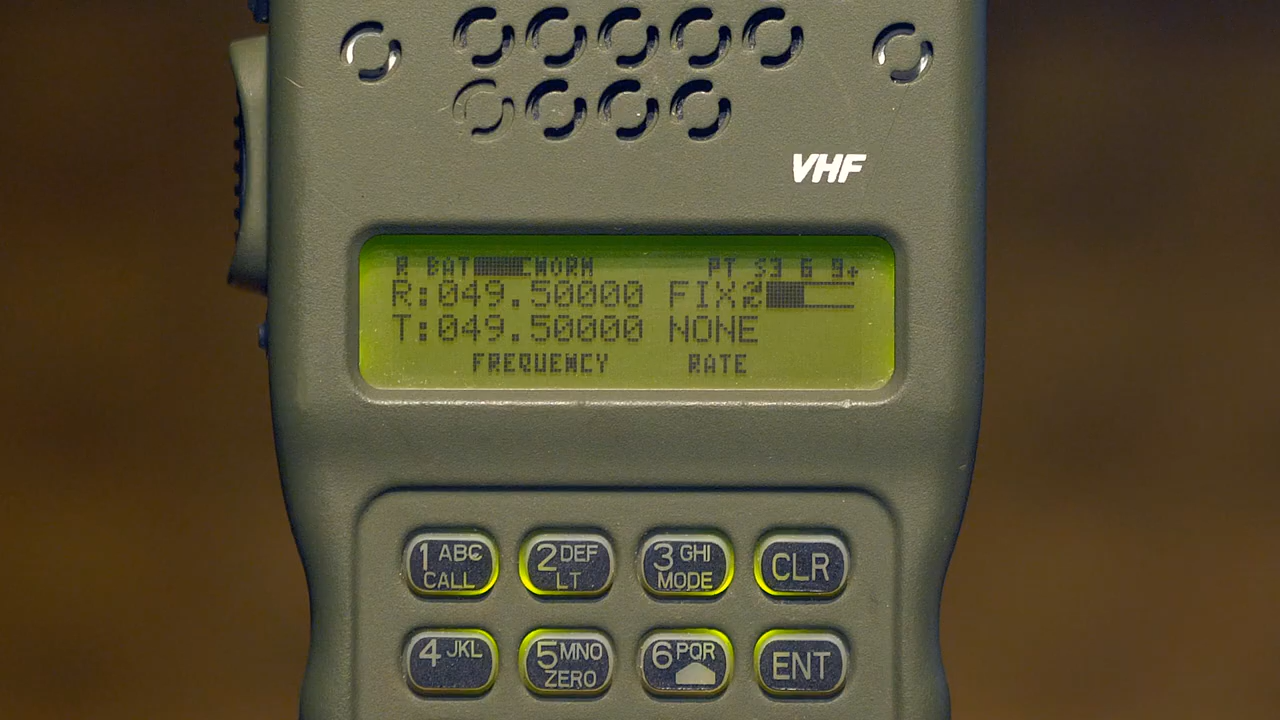 VHF
R BAT NORM PT S3 6 9+
R:049.50000 FIX
T:049.50000 NONE
FREQUENCY RATE
1 ABC CALL
2 DEF LT
3 GHI MODE
CLR
4 JKL
5 MNO ZERO
6 PQR
ENT